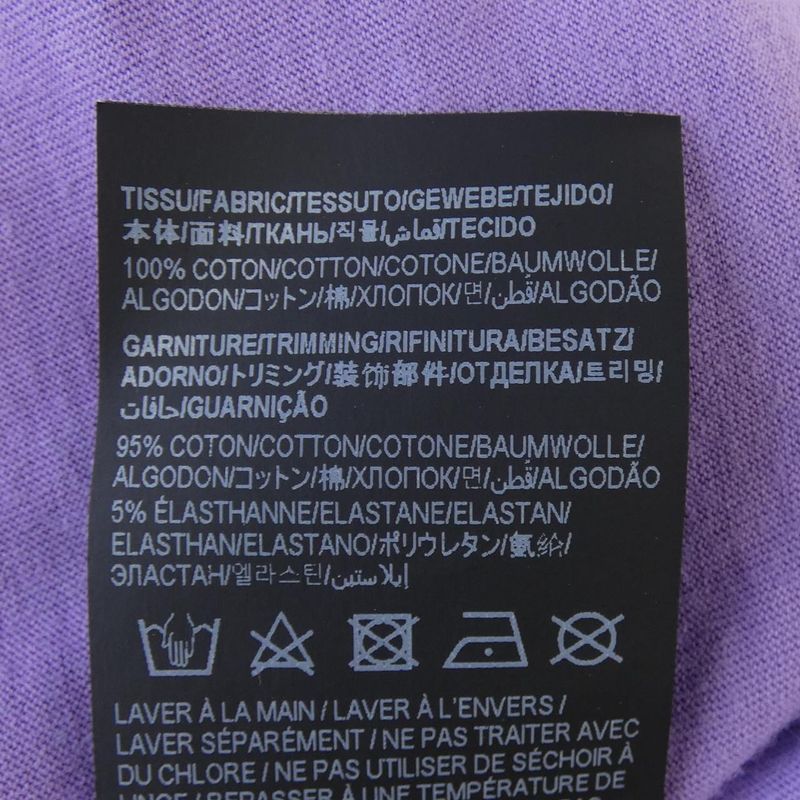 TISSU/FABRIC/TESSUTO/GEWEBE/TEJIDO/
本体/面料/ТКАНЬ/직물/قماش/TECIDO
100% COTON/COTTON/COTONE/BAUMWOLLE/
ALGODON/コットン/棉/ХЛОПОК/면/قطن/ALGODÃO
GARNITURE/TRIMMING/RIFINITURA/BESATZ/
ADORNO/トリミング/装饰部件/ОТДЕЛКА/트리밍/
حافات/GUARNIÇÃO
95% COTON/COTTON/COTONE/BAUMWOLLE/
ALGODON/コットン/棉/ХЛОПОК/면/قطن/ALGODÃO
5% ÉLASTHANNE/ELASTANE/ELASTAN/
ELASTHAN/ELASTANO/ポリウレタン/氨纶/
ЭЛАСТАН/엘라스틴/إيلاستين
LAVER À LA MAIN / LAVER À L'ENVERS /
LAVER SÉPARÉMENT / NE PAS TRAITER AVEC
DU CHLORE / NE PAS UTILISER DE SÉCHOIR À
LINGE / REPASSER À UNE TEMPÉRATURE DE